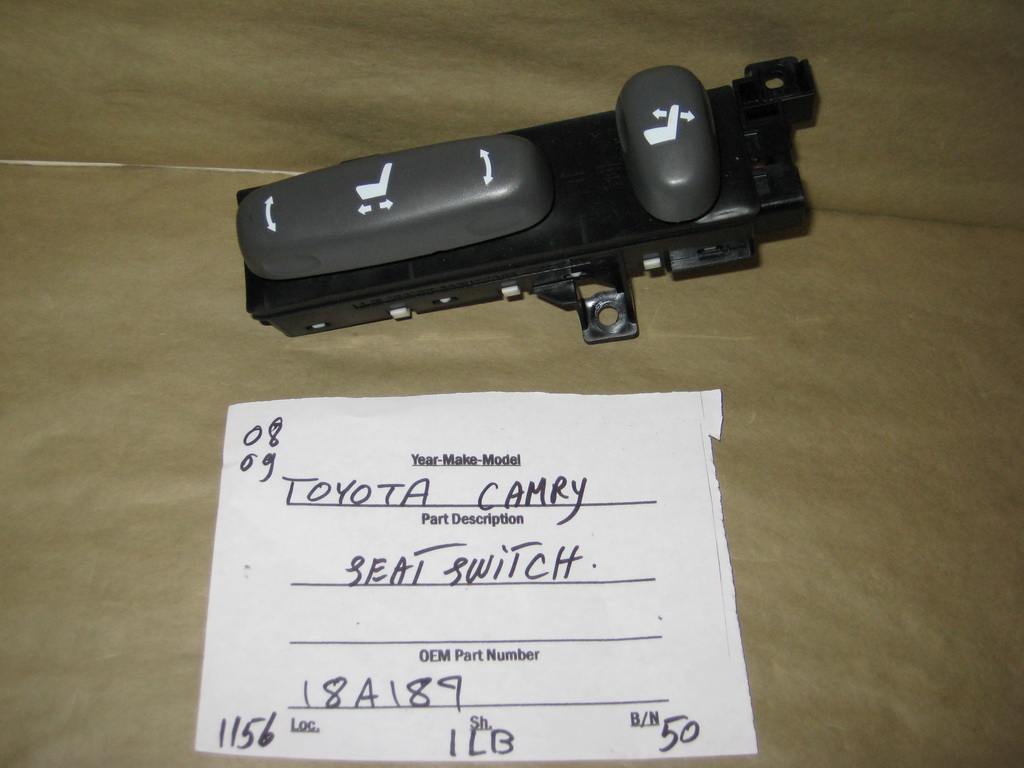 08
09
Year-Make-Model
TOYOTA CAMRY
Part Description
SEAT SWITCH.
OEM Part Number
18A189
1156 Loc. Sh. B/N 50
1LB